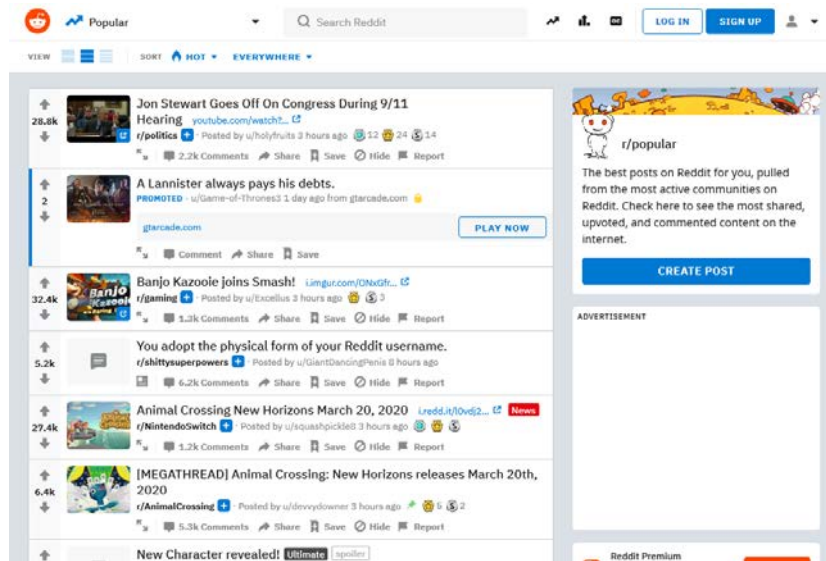 Popular
Search Reddit
LOG IN
SIGN UP
VIEW
SORT
HOT
EVERYWHERE
28.8k
Jon Stewart Goes Off On Congress During 9/11
Hearing youtube.com/watch?...
r/politics · Posted by u/holyfruits 3 hours ago 12 24 14
2.2k Comments Share Save Hide Report
2
A Lannister always pays his debts.
PROMOTED · u/Game-of-Thrones3 1 day ago from gtarcade.com
gtarcade.com
PLAY NOW
Comment Share Save
32.4k
Banjo Kazooie joins Smash! i.imgur.com/ONxGfr...
r/gaming · Posted by u/Excellus 3 hours ago 3
1.3k Comments Share Save Hide Report
5.2k
You adopt the physical form of your Reddit username.
r/shittysuperpowers · Posted by u/GiantDancingPenis 8 hours ago
6.2k Comments Share Save Hide Report
27.4k
Animal Crossing New Horizons March 20, 2020 i.redd.it/l0vdj2... News
r/NintendoSwitch · Posted by u/squashpickle8 3 hours ago
1.2k Comments Share Save Hide Report
6.4k
[MEGATHREAD] Animal Crossing: New Horizons releases March 20th,
2020
r/AnimalCrossing · Posted by u/devvydowner 3 hours ago 5 2
5.3k Comments Share Save Hide Report
New Character revealed! Ultimate spoiler
r/popular
The best posts on Reddit for you, pulled
from the most active communities on
Reddit. Check here to see the most shared,
upvoted, and commented content on the
internet.
CREATE POST
ADVERTISEMENT
Reddit Premium